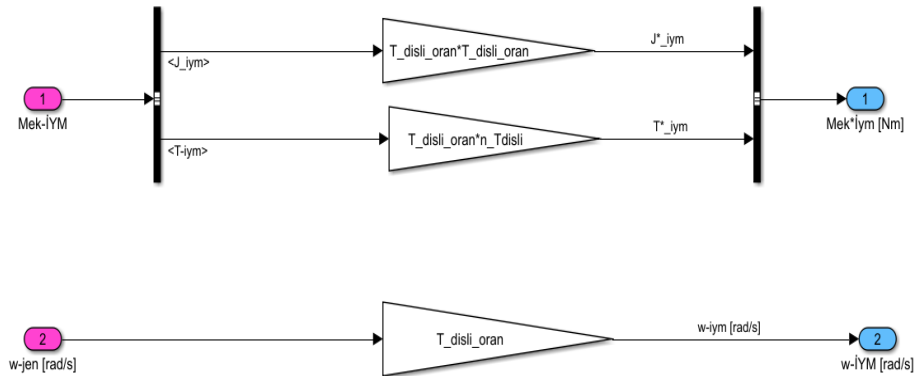 <J_iym>
T_disli_oran*T_disli_oran
J*_iym
1
Mek-İYM
1
Mek*İym [Nm]
<T-iym>
T_disli_oran*n_Tdisli
T*_iym
2
w-jen [rad/s]
T_disli_oran
w-iym [rad/s]
2
w-İYM [rad/s]